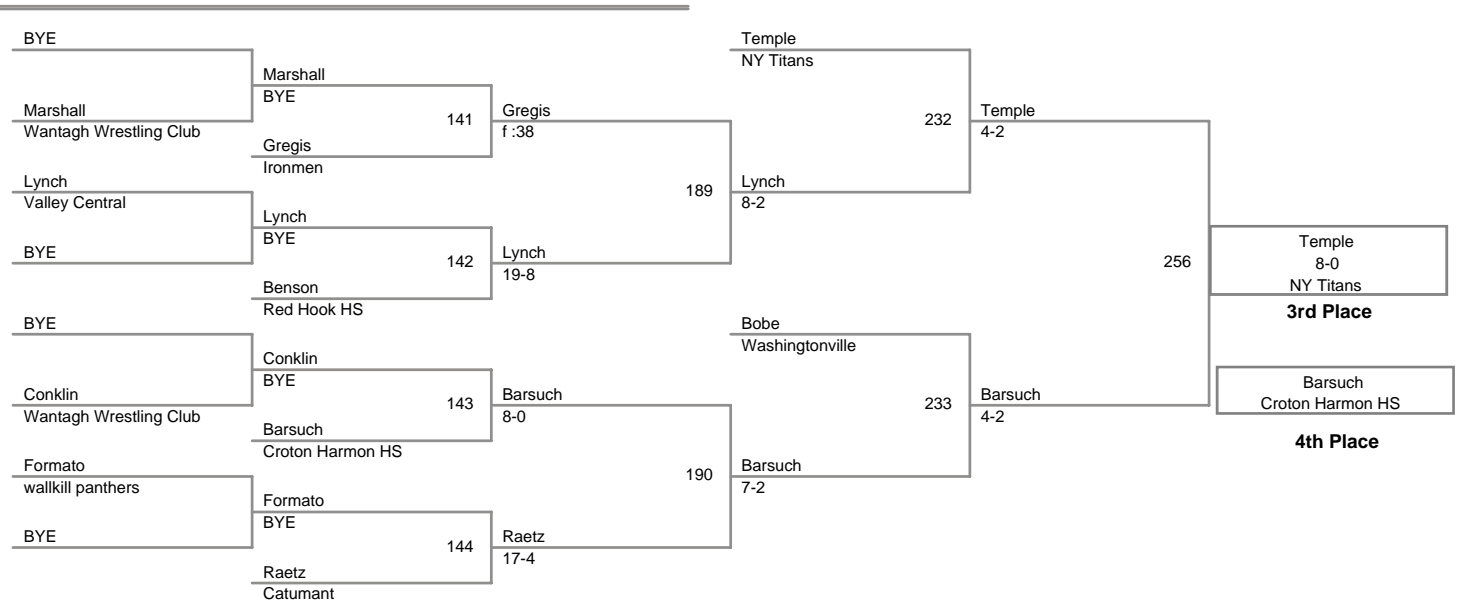 BYE
Marshall
Wantagh Wrestling Club
Lynch
Valley Central
BYE
BYE
Conklin
Wantagh Wrestling Club
Formato
wallkill panthers
BYE
Marshall
BYE
141
Gregis
Ironmen
Lynch
BYE
142
Benson
Red Hook HS
Conklin
BYE
143
Barsuch
Croton Harmon HS
Formato
BYE
144
Raetz
Catumant
Gregis
f :38
189
Lynch
19-8
Barsuch
8-0
190
Raetz
17-4
Temple
NY Titans
232
Lynch
8-2
Bobe
Washingtonville
233
Barsuch
7-2
Temple
4-2
256
Barsuch
4-2
Temple
8-0
NY Titans
3rd Place
Barsuch
Croton Harmon HS
4th Place